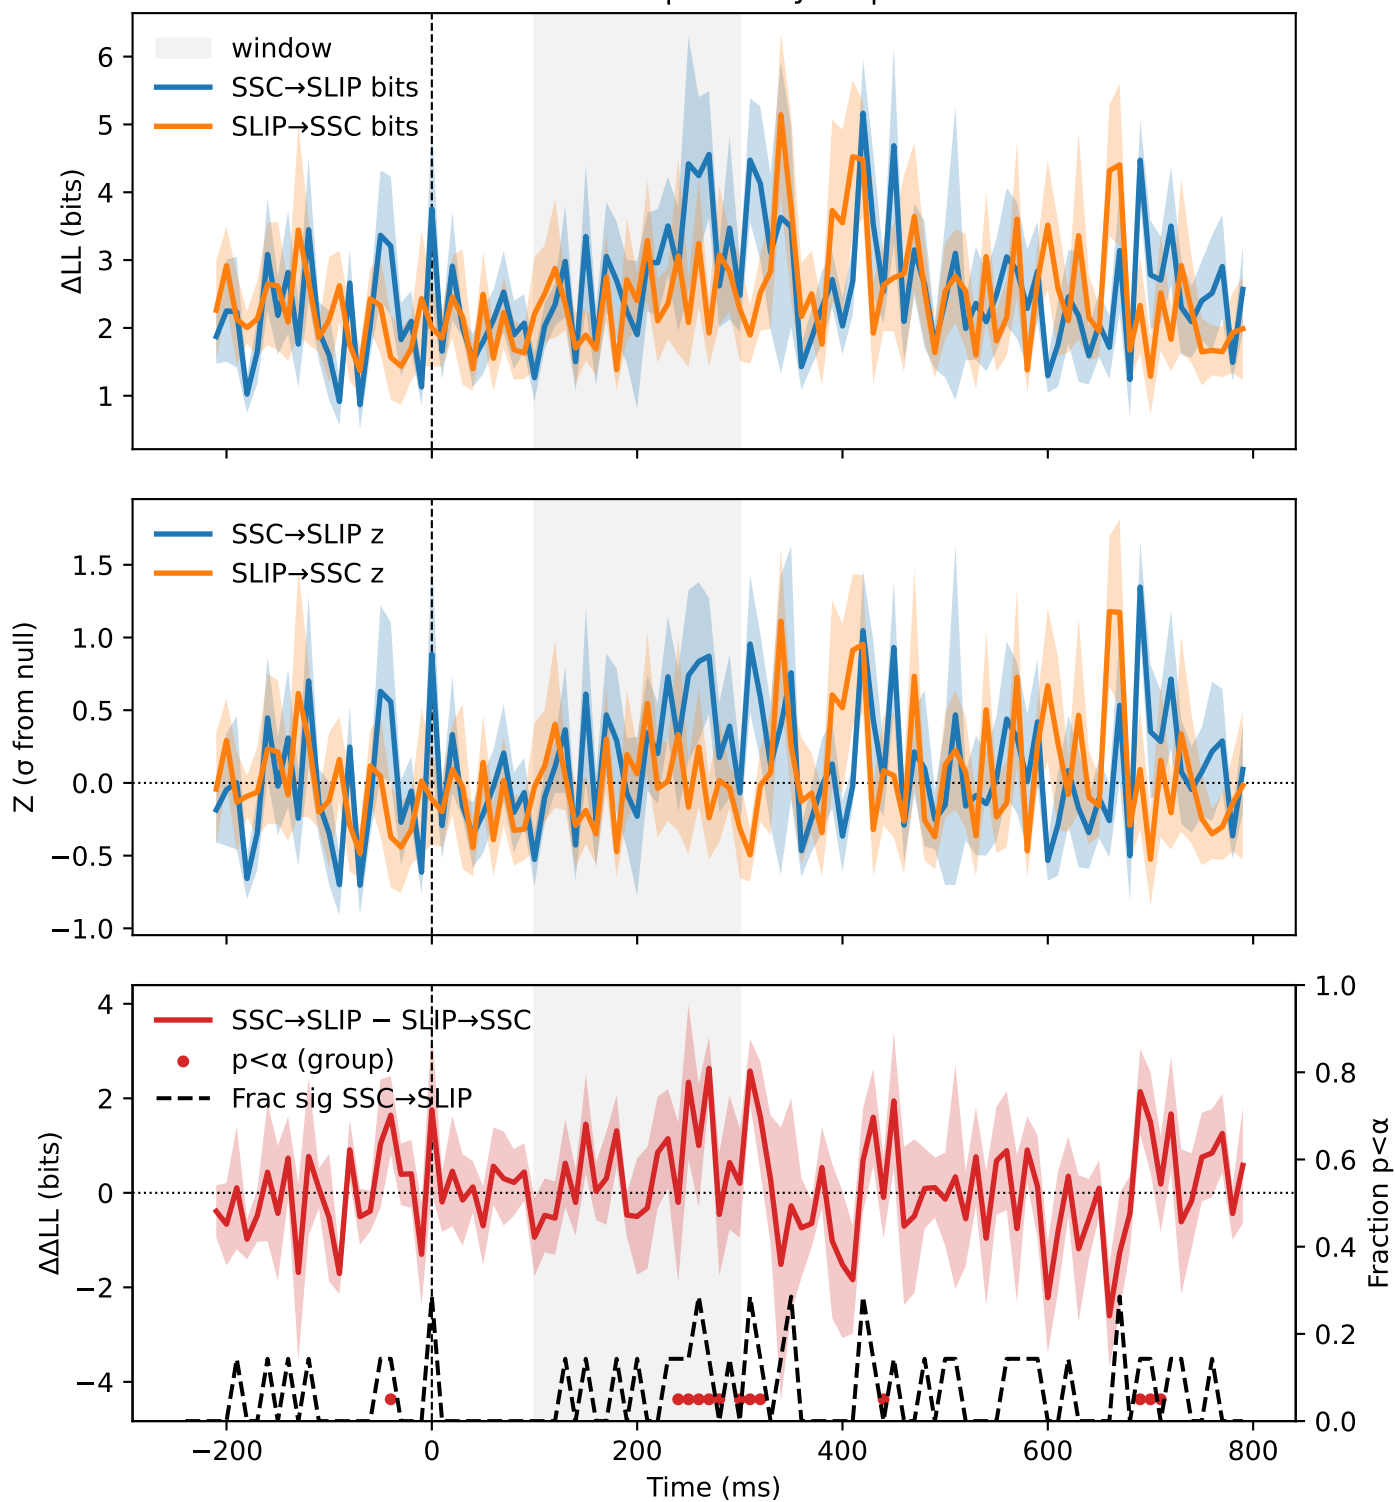 window
SSC→SLIP bits
SLIP→SSC bits
ΔLL (bits)
6
5
4
3
2
1
SSC→SLIP z
SLIP→SSC z
Z (σ from null)
1.5
1.0
0.5
0.0
−0.5
−1.0
SSC→SLIP − SLIP→SSC
p<α (group)
Frac sig SSC→SLIP
ΔΔLL (bits)
4
2
0
−2
−4
1.0
0.8
0.6
0.4
0.2
0.0
Fraction p<α
−200
0
200
400
600
800
Time (ms)